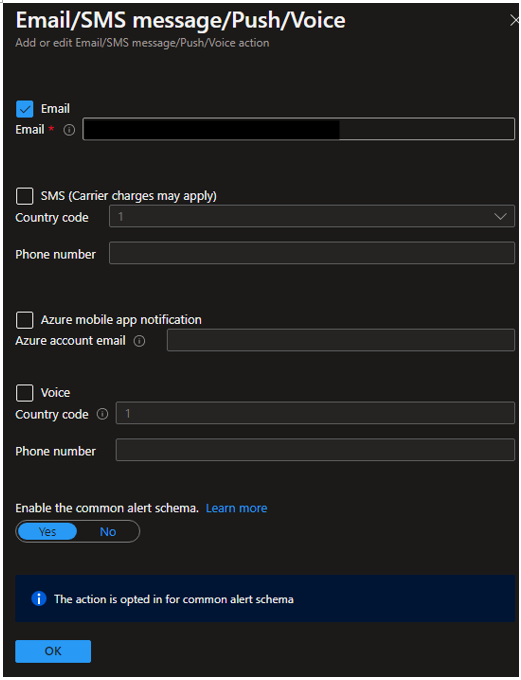 Email/SMS message/Push/Voice
Add or edit Email/SMS message/Push/Voice action
Email
Email *
SMS (Carrier charges may apply)
Country code 1
Phone number
Azure mobile app notification
Azure account email
Voice
Country code 1
Phone number
Enable the common alert schema. Learn more
Yes No
The action is opted in for common alert schema
OK